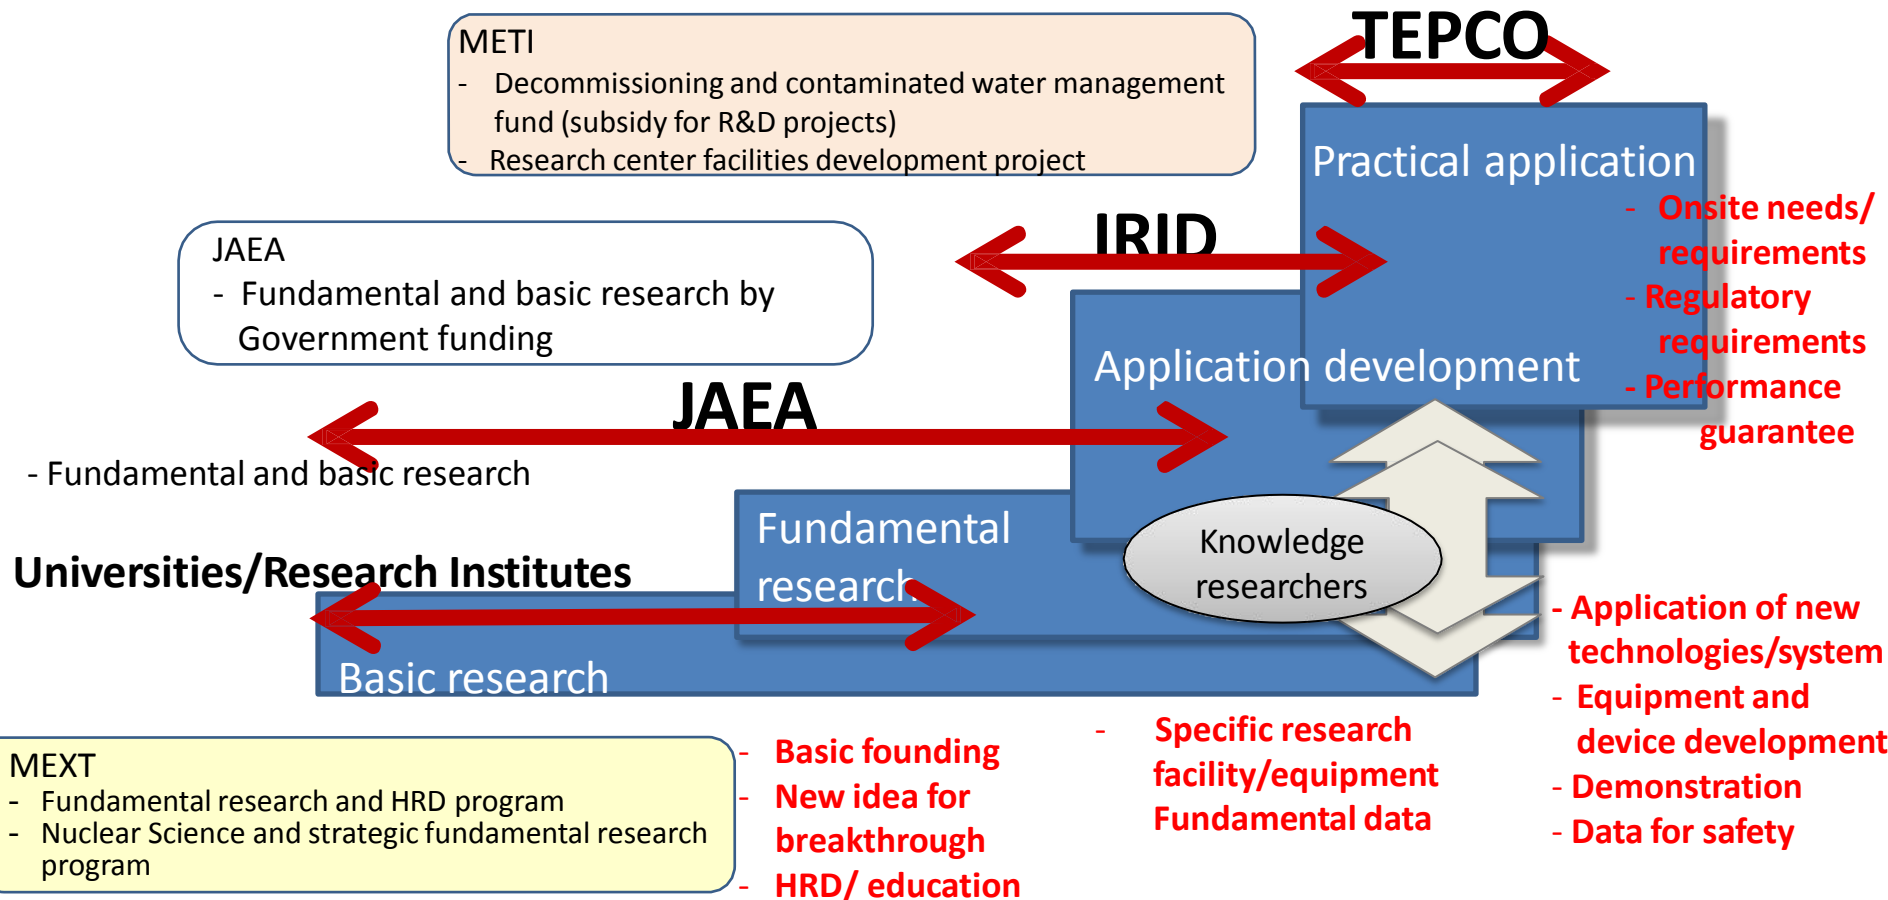 TEPCO
METI
- Decommissioning and contaminated water management
fund (subsidy for R&D projects)
- Research center facilities development project
Practical application
- Onsite needs/
requirements
- Regulatory
requirements
- Performance
guarantee
IRID
JAEA
- Fundamental and basic research by
Government funding
Application development
JAEA
- Fundamental and basic research
Fundamental
research
Knowledge
researchers
Universities/Research Institutes
Basic research
- Application of new
technologies/system
- Equipment and
device development
- Demonstration
- Data for safety
MEXT
- Fundamental research and HRD program
- Nuclear Science and strategic fundamental research
program
- Basic founding
- New idea for
breakthrough
- HRD/ education
- Specific research
facility/equipment
Fundamental data